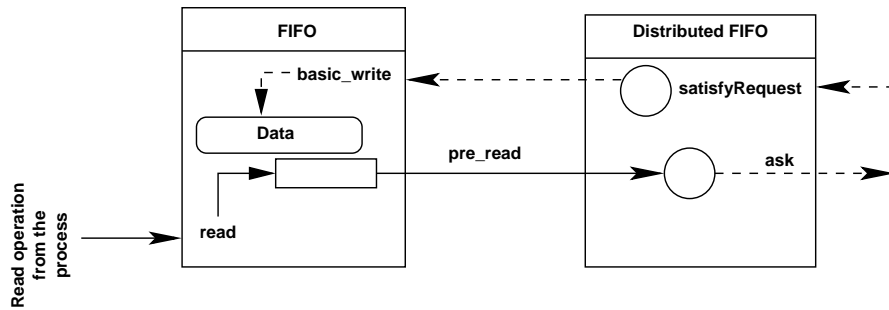 FIFO
Distributed FIFO
basic_write
satisfyRequest
Data
pre_read
ask
read
Read operation
from the
process